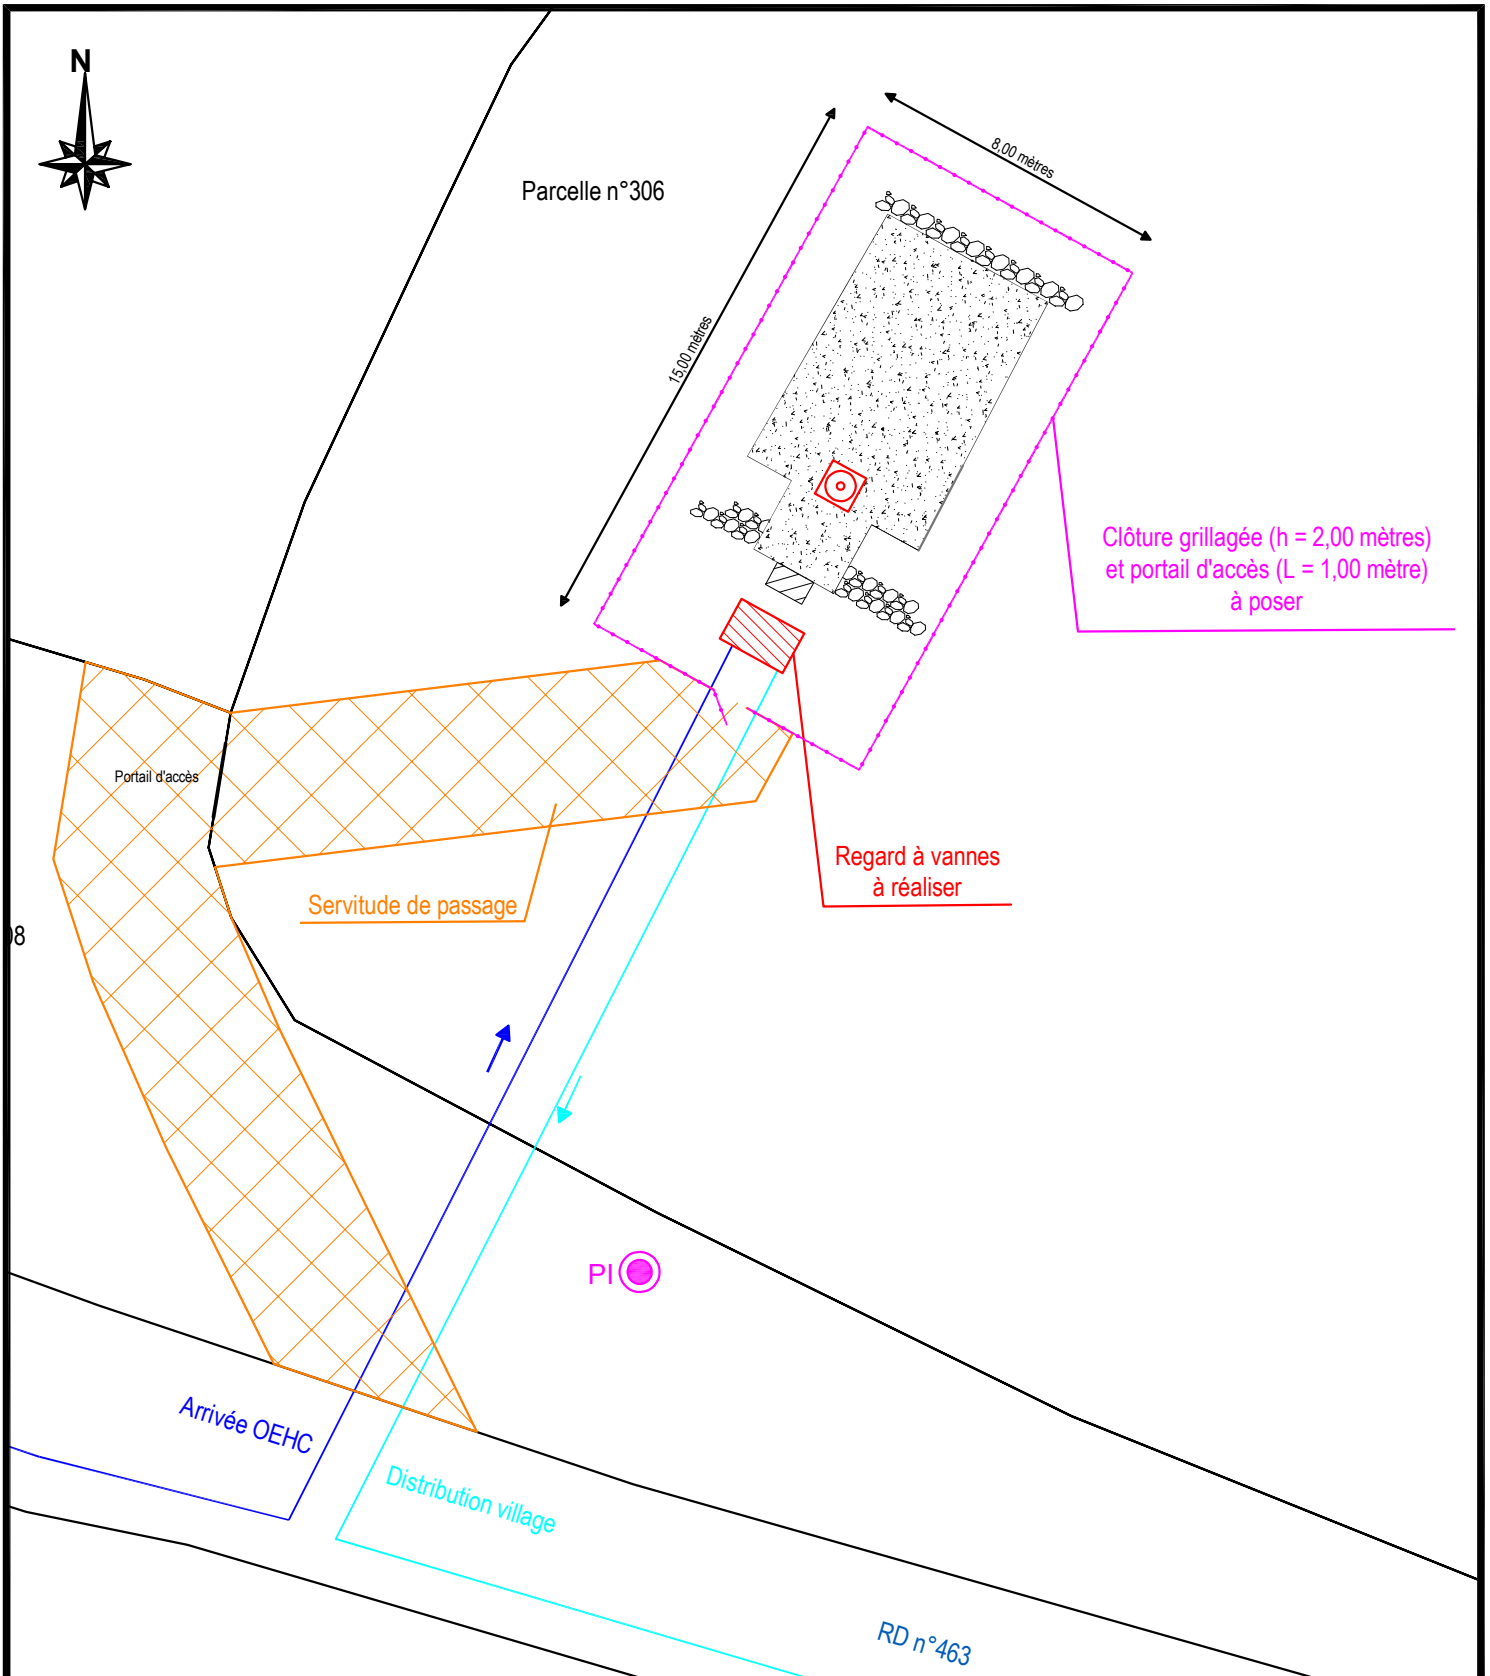 N
8,00 mètres
Parcelle n°306
15,00 mètres
Clôture grillagée (h = 2,00 mètres)
et portail d'accès (L = 1,00 mètre)
à poser
Portail d'accès
Regard à vannes
à réaliser
Servitude de passage
08
PI
Arrivée OEHC
Distribution village
RD n°463